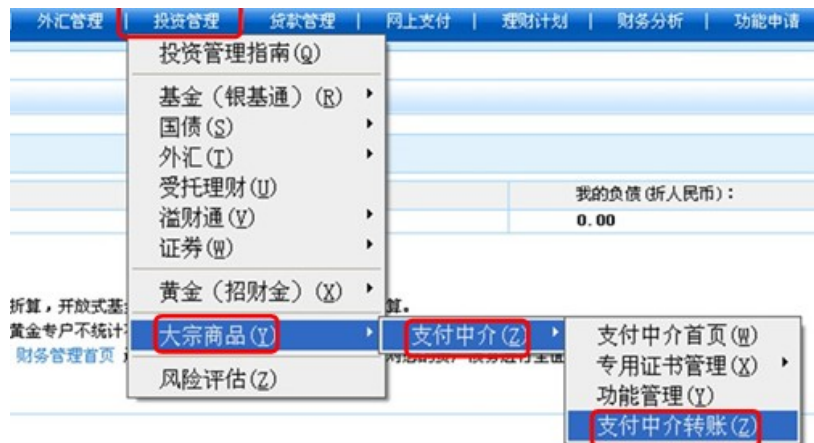 外汇管理 | 投资管理 | 贷款管理 | 网上支付 | 理财计划 | 财务分析 | 功能申请
投资管理指南(Q)
基金（银基通）(R)
国债(S)
外汇(T)
受托理财(U)
我的负债(折人民币):
溢财通(V)
0.00
证券(W)
黄金（招财金）(X)
折算，开放式基
算。
黄金专户不统计
大宗商品(Y)
支付中介(Z)
支付中介首页(W)
财务管理首页
专用证书管理(X)
风险评估(Z)
功能管理(Y)
支付中介转账(Z)